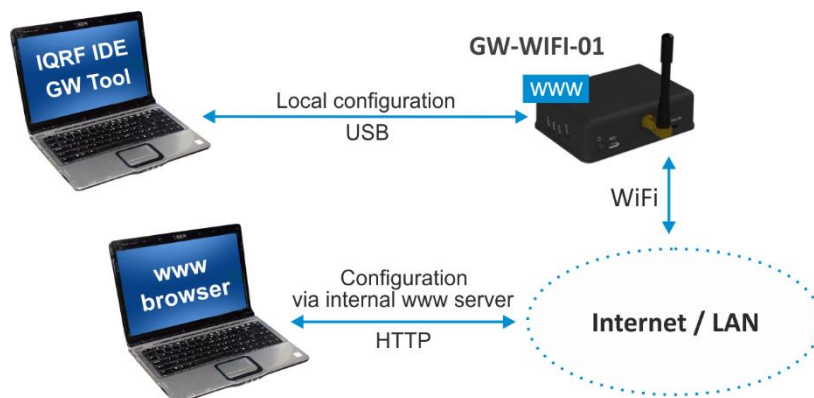 IQRF IDE
GW Tool
GW-WIFI-01
WWW
Local configuration
USB
WiFi
www
browser
Configuration
via internal www server
HTTP
Internet / LAN